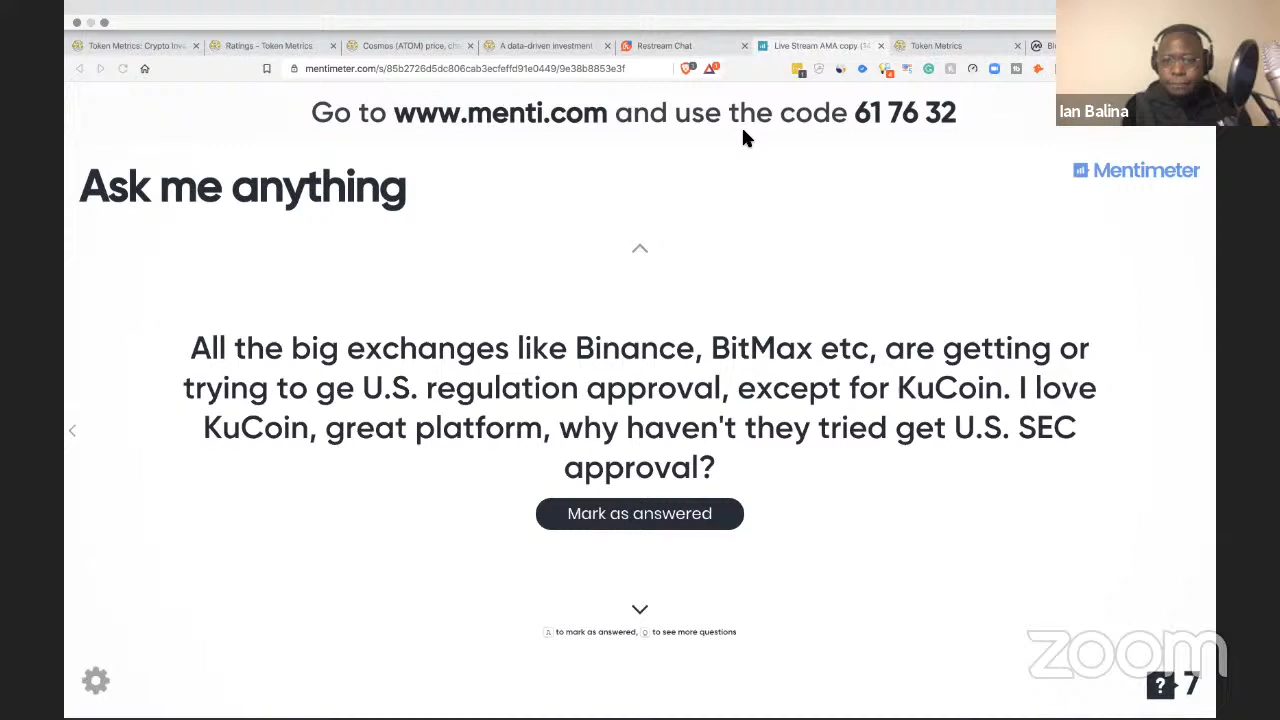 Token Metrics: Crypto Inve
Ratings - Token Metrics
Cosmos (ATOM) price, ch
A data-driven investment
Restream Chat
Live Stream AMA copy (1
Token Metrics
mentimeter.com/s/85b2726d5dc806cab3ecfeffd91e0449/9e38b8853e3f
Ian Balina
Go to www.menti.com and use the code 61 76 32
Mentimeter
Ask me anything
All the big exchanges like Binance, BitMax etc, are getting or
trying to ge U.S. regulation approval, except for KuCoin. I love
KuCoin, great platform, why haven't they tried get U.S. SEC
approval?
Mark as answered
to mark as answered, Q to see more questions
zoom
? 7